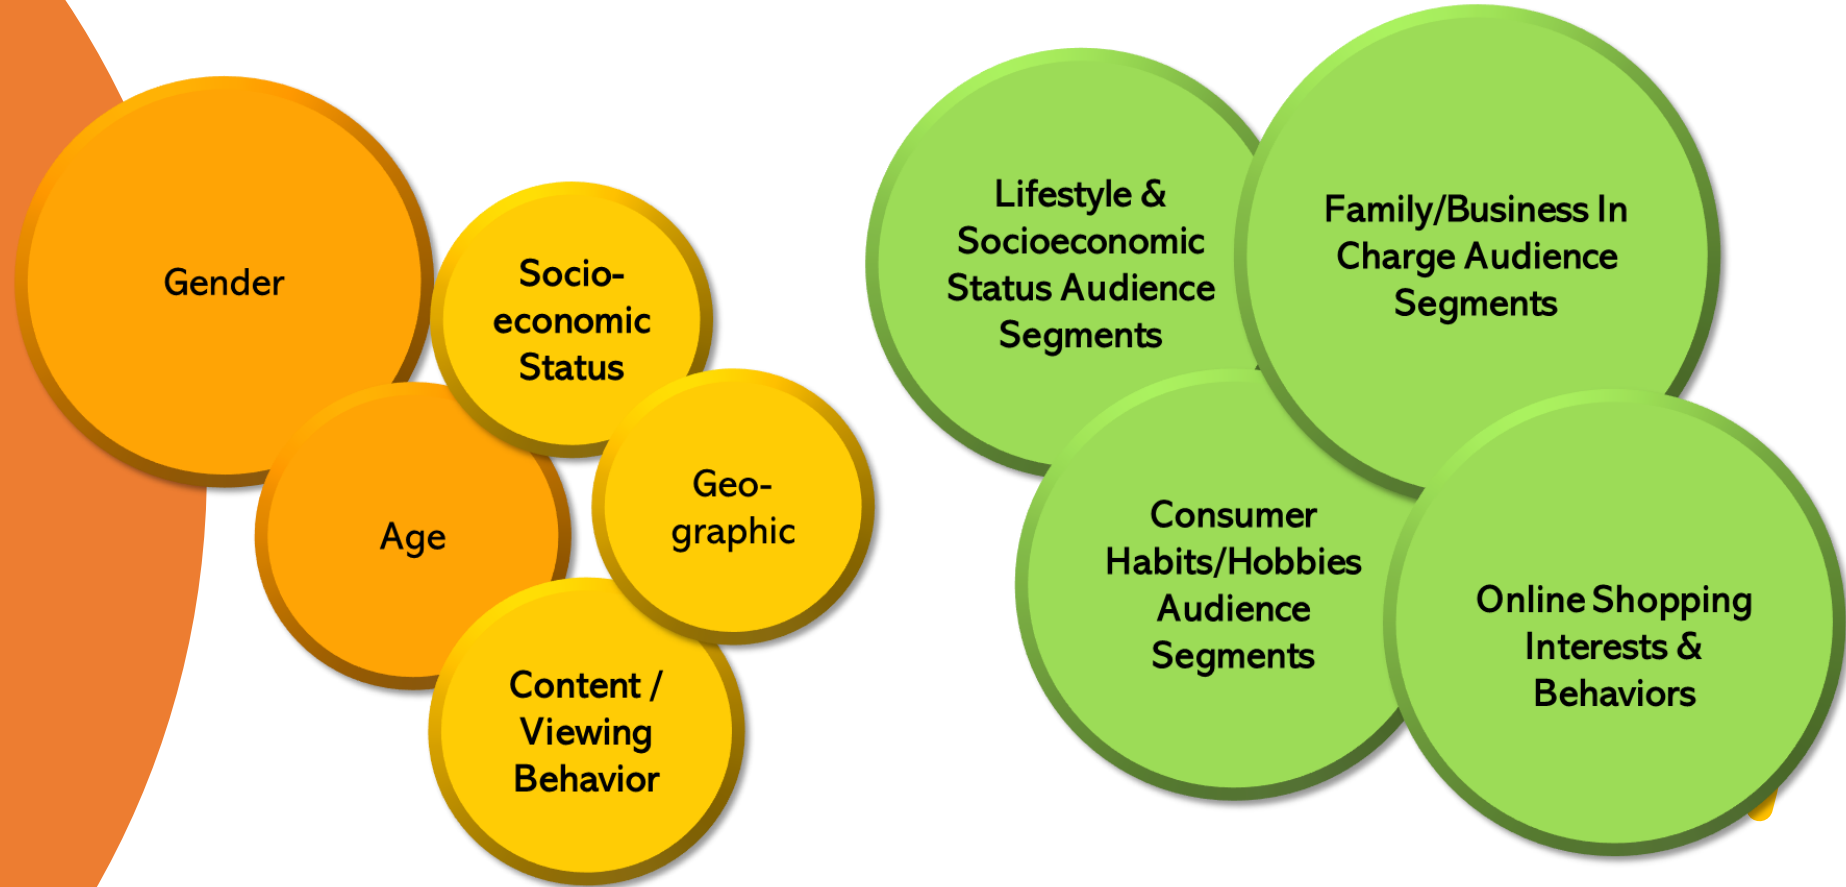 Gender
Socio-
economic
Status
Age
Geo-
graphic
Content /
Viewing
Behavior
Lifestyle &
Socioeconomic
Status Audience
Segments
Family/Business In
Charge Audience
Segments
Consumer
Habits/Hobbies
Audience
Segments
Online Shopping
Interests &
Behaviors